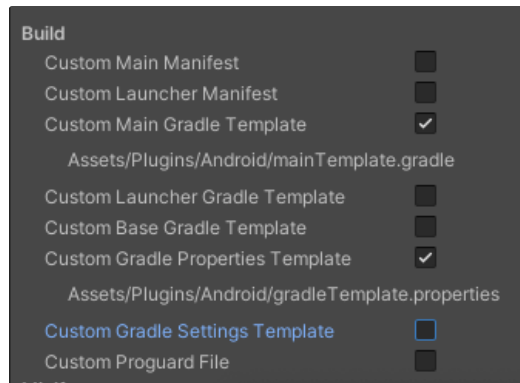 Build
Custom Main Manifest
Custom Launcher Manifest
Custom Main Gradle Template
Assets/Plugins/Android/mainTemplate.gradle
Custom Launcher Gradle Template
Custom Base Gradle Template
Custom Gradle Properties Template
Assets/Plugins/Android/gradleTemplate.properties
Custom Gradle Settings Template
Custom Proguard File